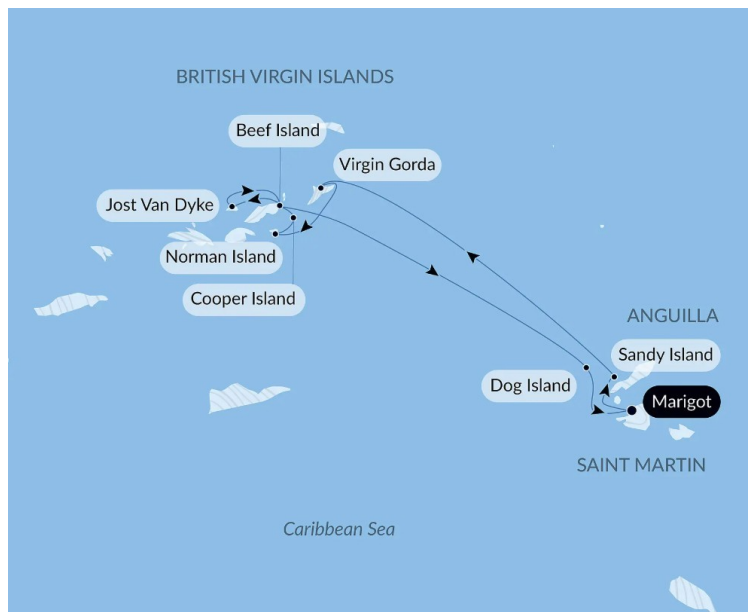 BRITISH VIRGIN ISLANDS
Beef Island
Virgin Gorda
Jost Van Dyke
Norman Island
Cooper Island
ANGUILLA
Sandy Island
Dog Island
Marigot
SAINT MARTIN
Caribbean Sea